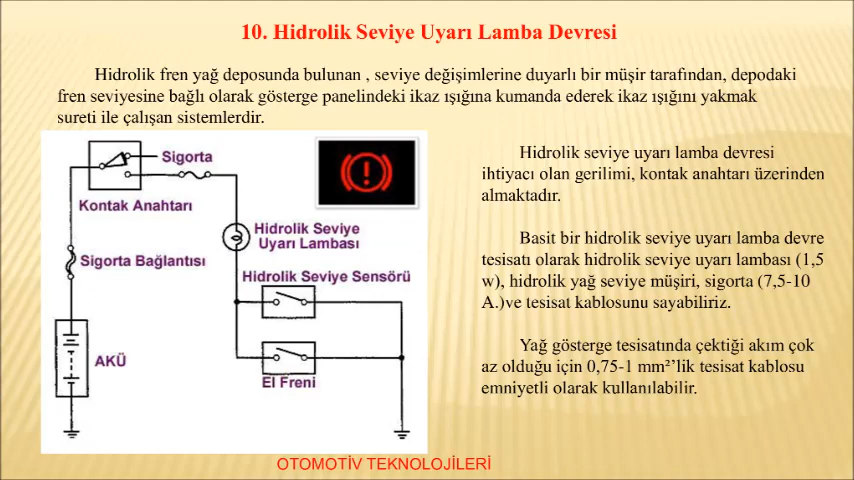 10. Hidrolik Seviye Uyarı Lamba Devresi
Hidrolik fren yağ deposunda bulunan , seviye değişimlerine duyarlı bir müşir tarafından, depodaki
fren seviyesine bağlı olarak gösterge panelindeki ikaz ışığına kumanda ederek ikaz ışığını yakmak
sureti ile çalışan sistemlerdir.
Sigorta
Kontak Anahtarı
Hidrolik Seviye
Uyarı Lambası
Sigorta Bağlantısı
Hidrolik Seviye Sensörü
AKÜ
El Freni
Hidrolik seviye uyarı lamba devresi
ihtiyacı olan gerilimi, kontak anahtarı üzerinden
almaktadır.
Basit bir hidrolik seviye uyarı lamba devre
tesisatı olarak hidrolik seviye uyarı lambası (1,5
w), hidrolik yağ seviye müşiri, sigorta (7,5-10
A.)ve tesisat kablosunu sayabiliriz.
Yağ gösterge tesisatında çektiği akım çok
az olduğu için 0,75-1 mm²’lik tesisat kablosu
emniyetli olarak kullanılabilir.
OTOMOTİV TEKNOLOJİLERİ